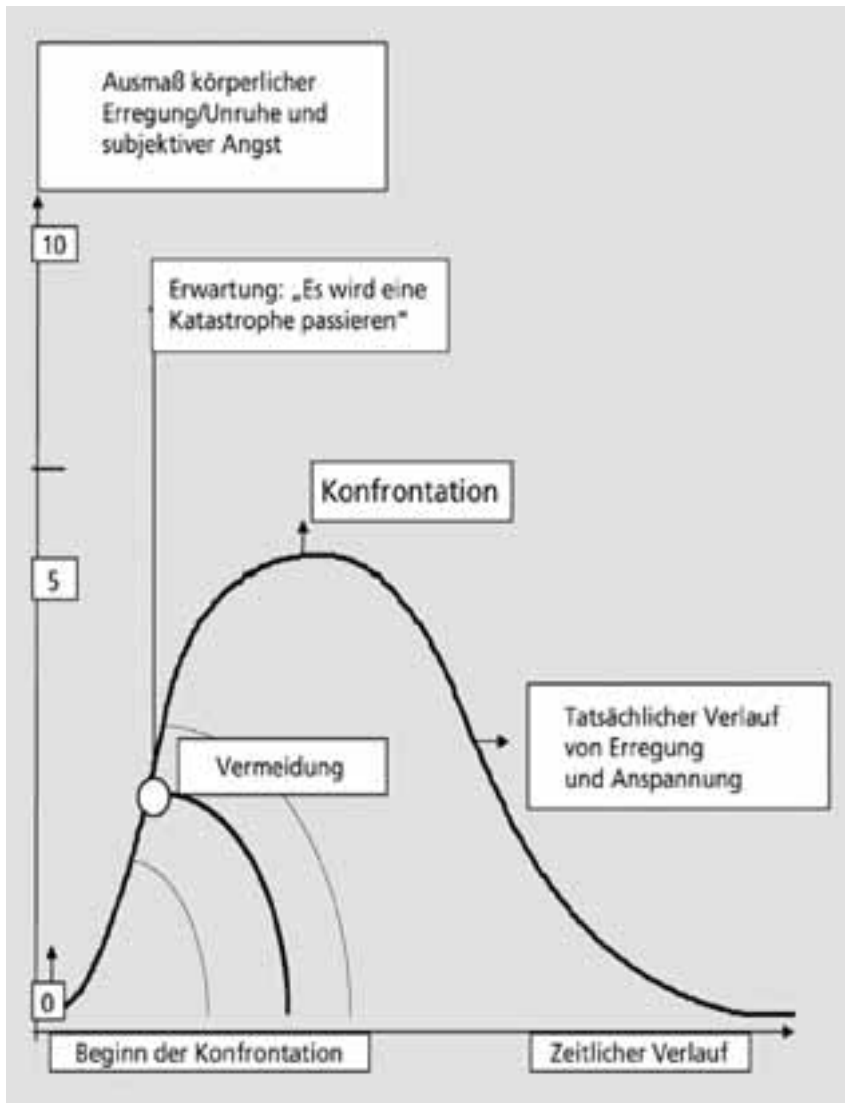 Ausmaß körperlicher
Erregung/Unruhe und
subjektiver Angst
10
Erwartung: „Es wird eine
Katastrophe passieren“
Konfrontation
5
Tatsächlicher Verlauf
von Erregung
und Anspannung
Vermeidung
0
Beginn der Konfrontation
Zeitlicher Verlauf